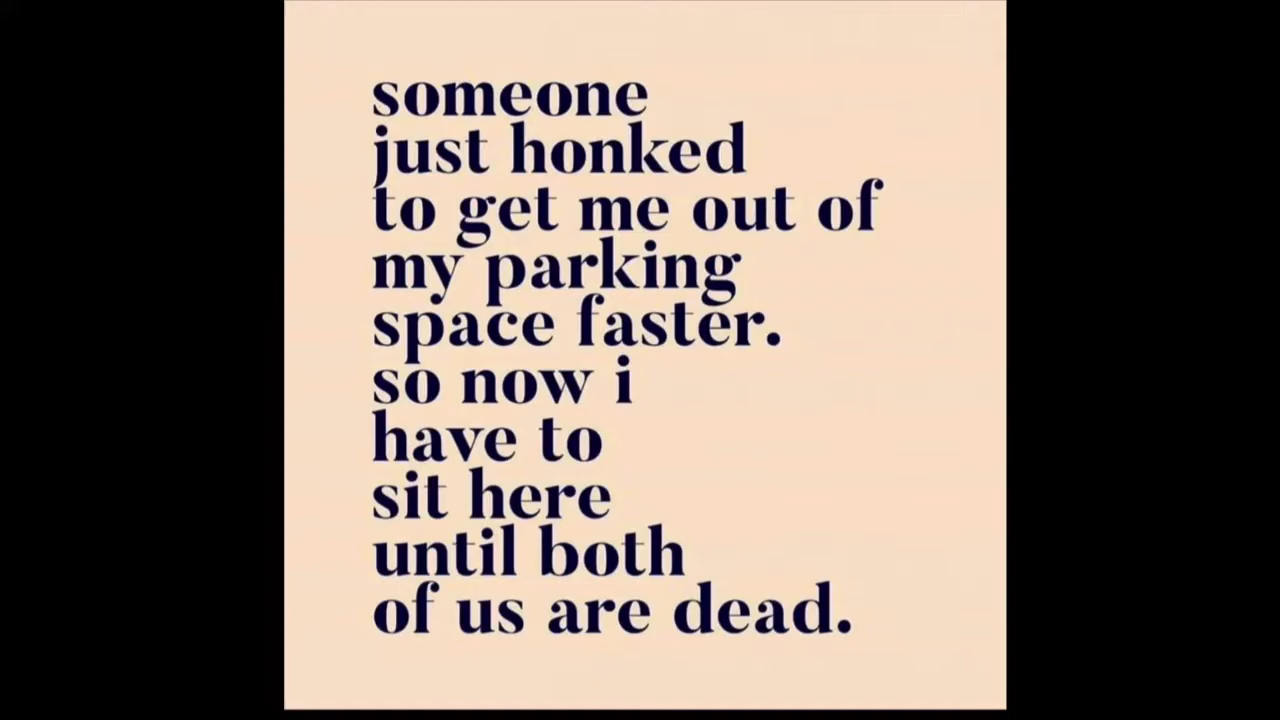 someone
just honked
to get me out of
my parking
space faster.
so now i
have to
sit here
until both
of us are dead.